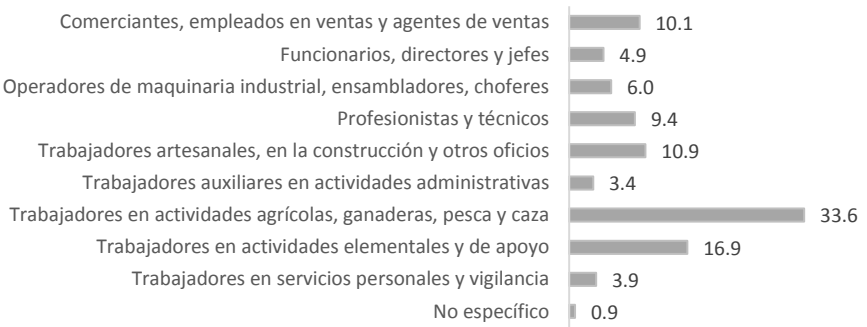 Comerciantes, empleados en ventas y agentes de ventas 10.1
Funcionarios, directores y jefes 4.9
Operadores de maquinaria industrial, ensambladores, choferes 6.0
Profesionistas y técnicos 9.4
Trabajadores artesanales, en la construcción y otros oficios 10.9
Trabajadores auxiliares en actividades administrativas 3.4
Trabajadores en actividades agrícolas, ganaderas, pesca y caza 33.6
Trabajadores en actividades elementales y de apoyo 16.9
Trabajadores en servicios personales y vigilancia 3.9
No específico 0.9